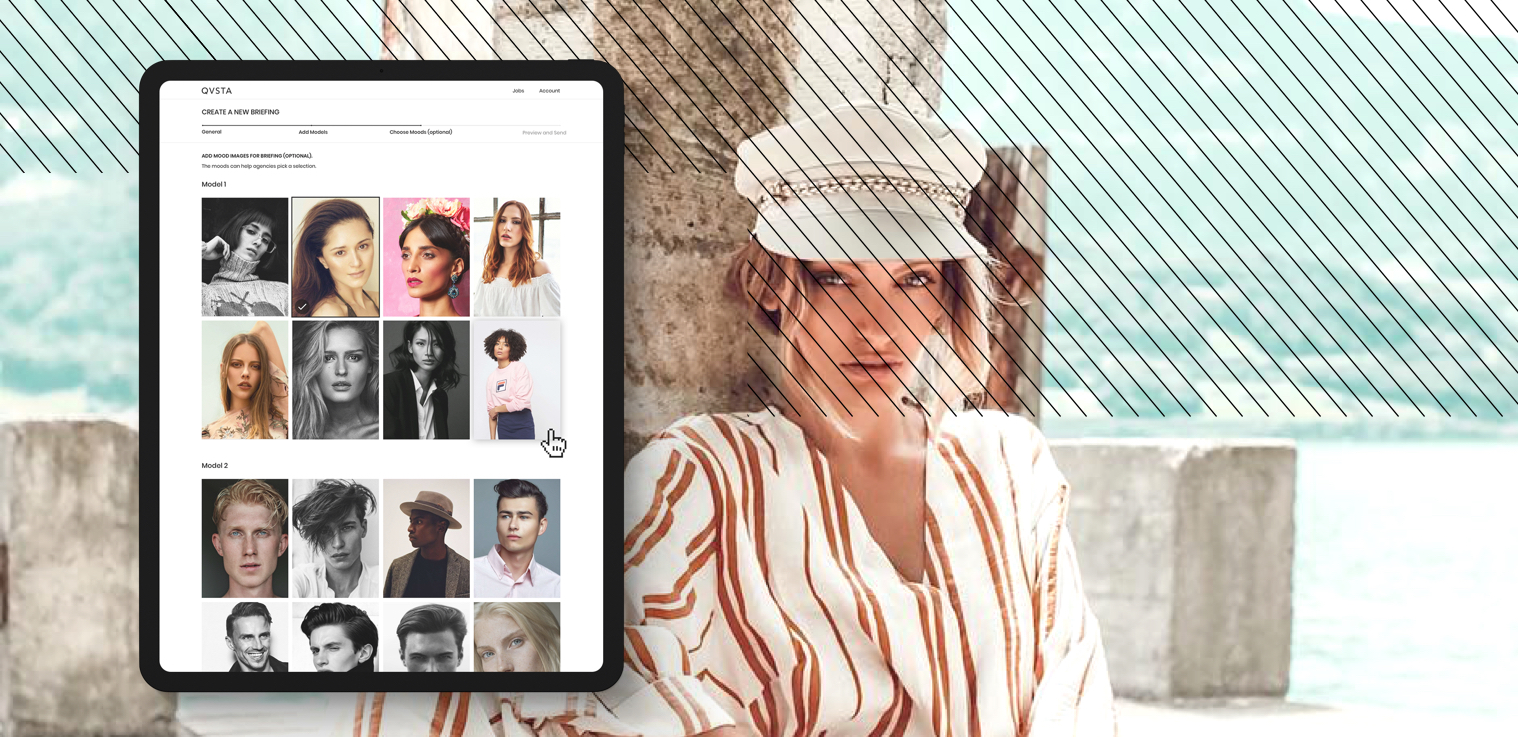 QVSTA
Jobs Account
CREATE A NEW BRIEFING
General Add Models Choose Moods (optional) Preview and Send
ADD MOOD IMAGES FOR BRIEFING (OPTIONAL).
The moods can help agencies pick a selection.
Model 1
FILA
Model 2